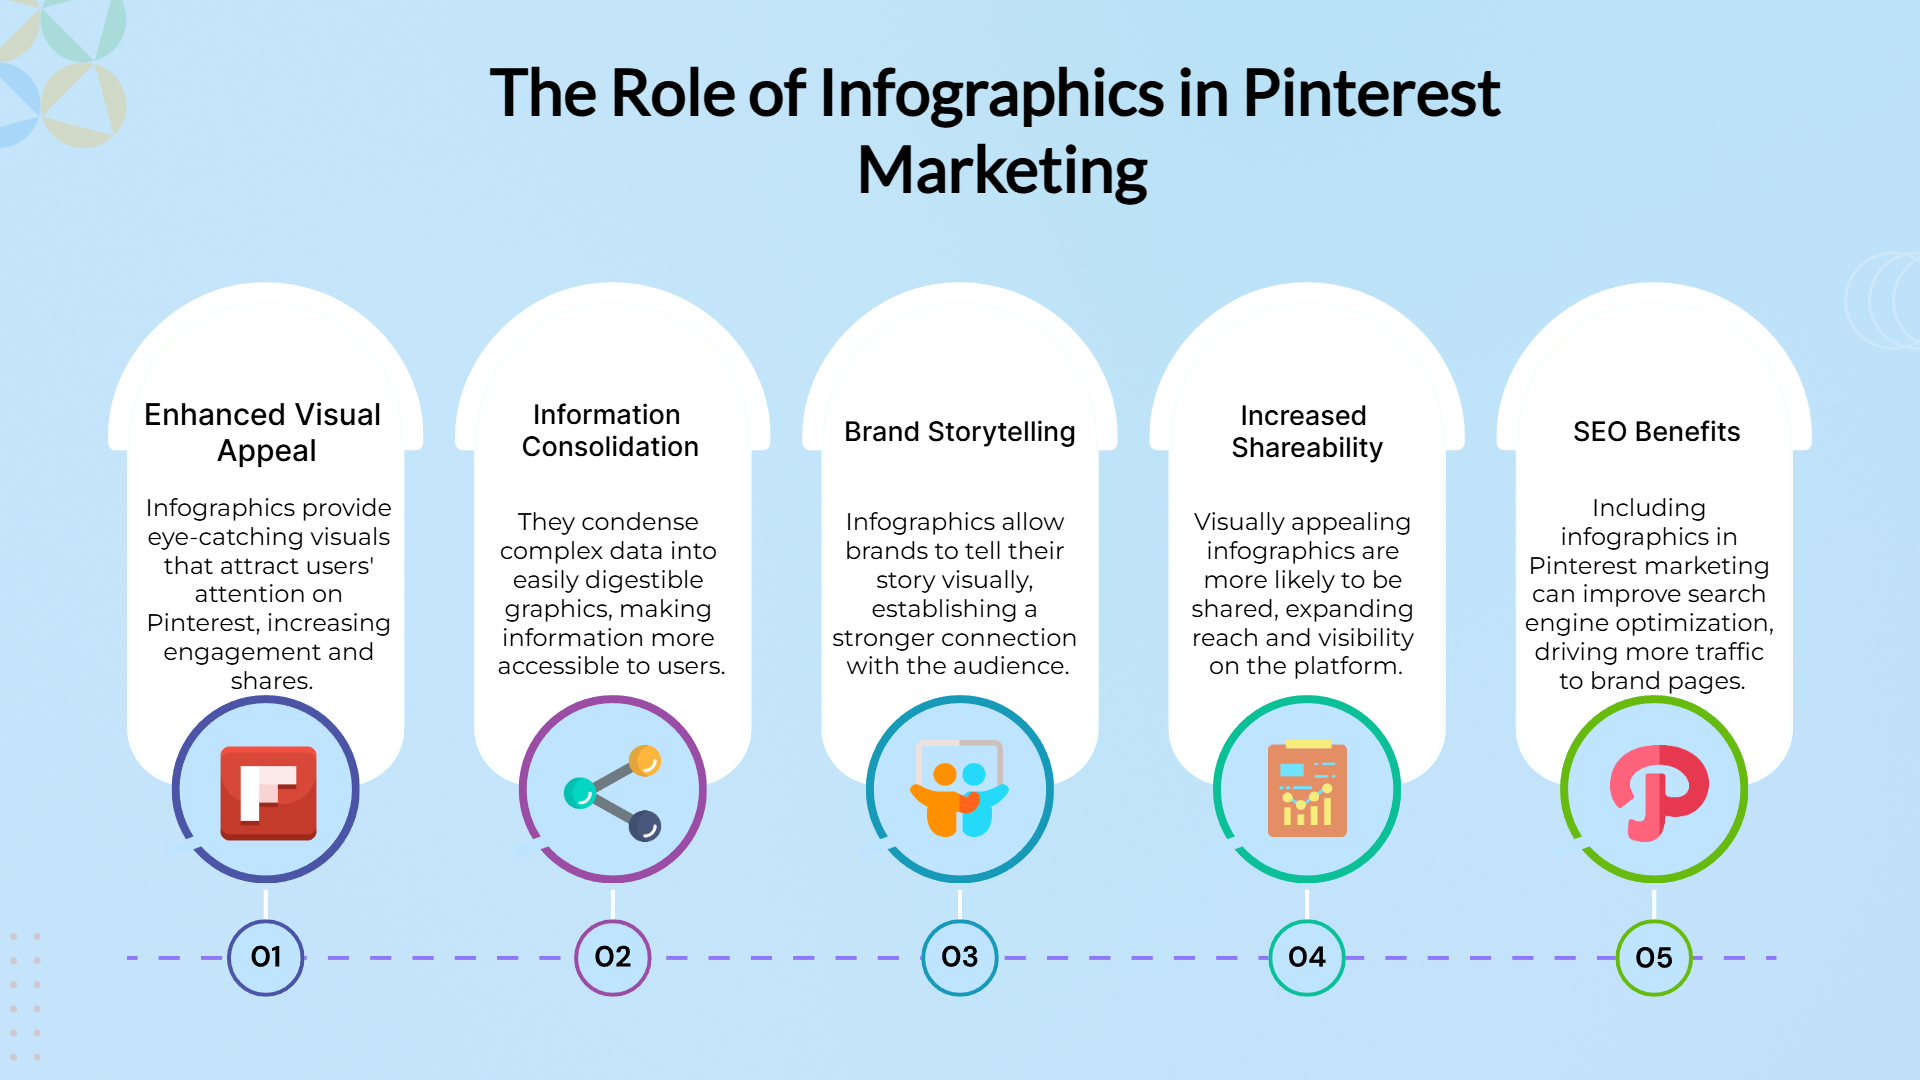 The Role of Infographics in Pinterest
Marketing
Enhanced Visual
Appeal
Infographics provide
eye-catching visuals
that attract users'
attention on
Pinterest, increasing
engagement and
shares.
01
Information
Consolidation
They condense
complex data into
easily digestible
graphics, making
information more
accessible to users.
02
Brand Storytelling
Infographics allow
brands to tell their
story visually,
establishing a
stronger connection
with the audience.
03
Increased
Shareability
Visually appealing
infographics are
more likely to be
shared, expanding
reach and visibility
on the platform.
04
SEO Benefits
Including
infographics in
Pinterest marketing
can improve search
engine optimization,
driving more traffic
to brand pages.
05